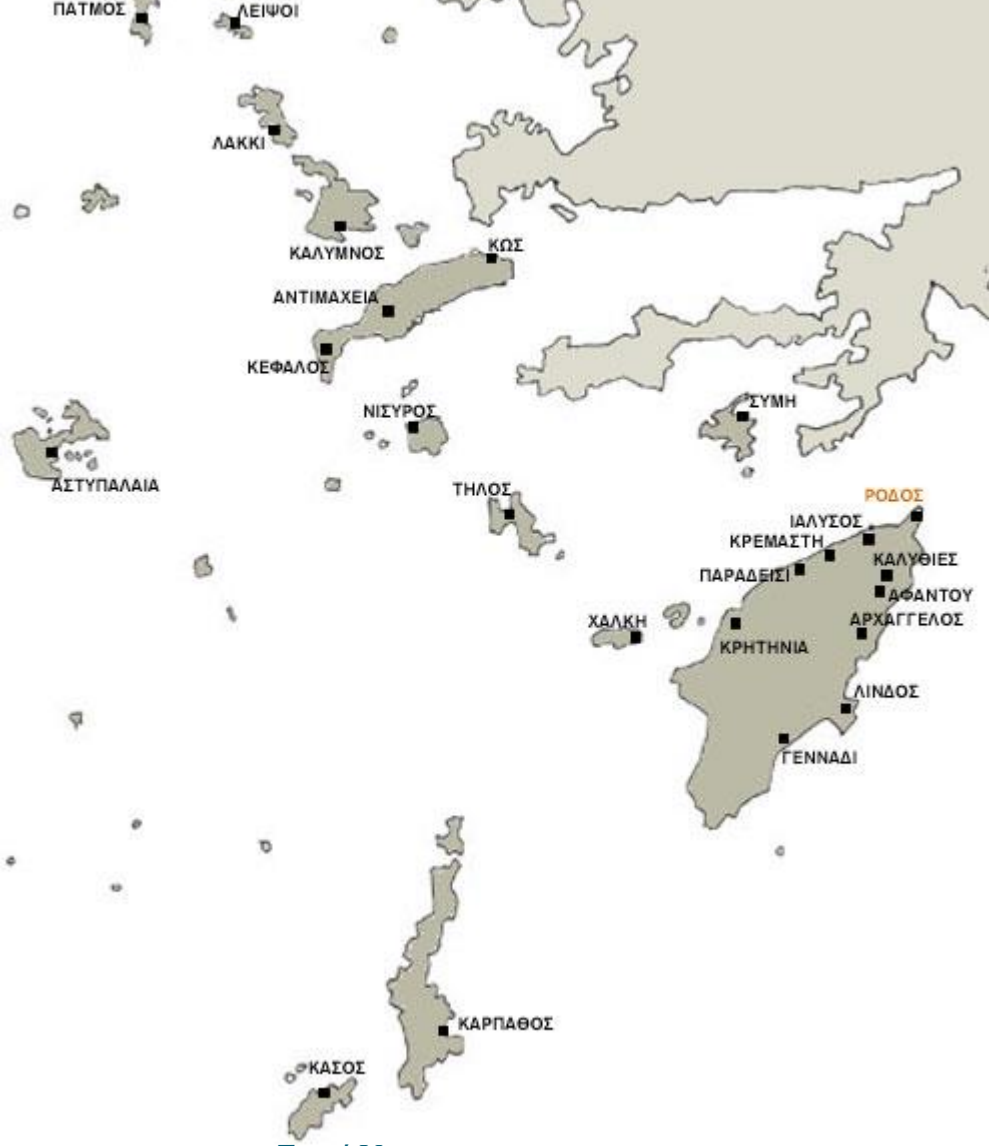 ΠΑΤΜΟΣ
ΛΕΙΨΟΙ
ΛΑΚΚΙ
ΚΑΛΥΜΝΟΣ
ΚΩΣ
ΑΝΤΙΜΑΧΕΙΑ
ΚΕΦΑΛΟΣ
ΝΙΣΥΡΟΣ
ΣΥΜΗ
ΑΣΤΥΠΑΛΑΙΑ
ΤΗΛΟΣ
ΡΟΔΟΣ
ΙΑΛΥΣΟΣ
ΚΡΕΜΑΣΤΗ
ΚΑΛΥΘΙΕΣ
ΠΑΡΑΔΕΙΣΙ
ΑΦΑΝΤΟΥ
ΧΑΛΚΗ
ΑΡΧΑΓΓΕΛΟΣ
ΚΡΗΤΗΝΙΑ
ΛΙΝΔΟΣ
ΓΕΝΝΑΔΙ
ΚΑΡΠΑΘΟΣ
ΚΑΣΟΣ